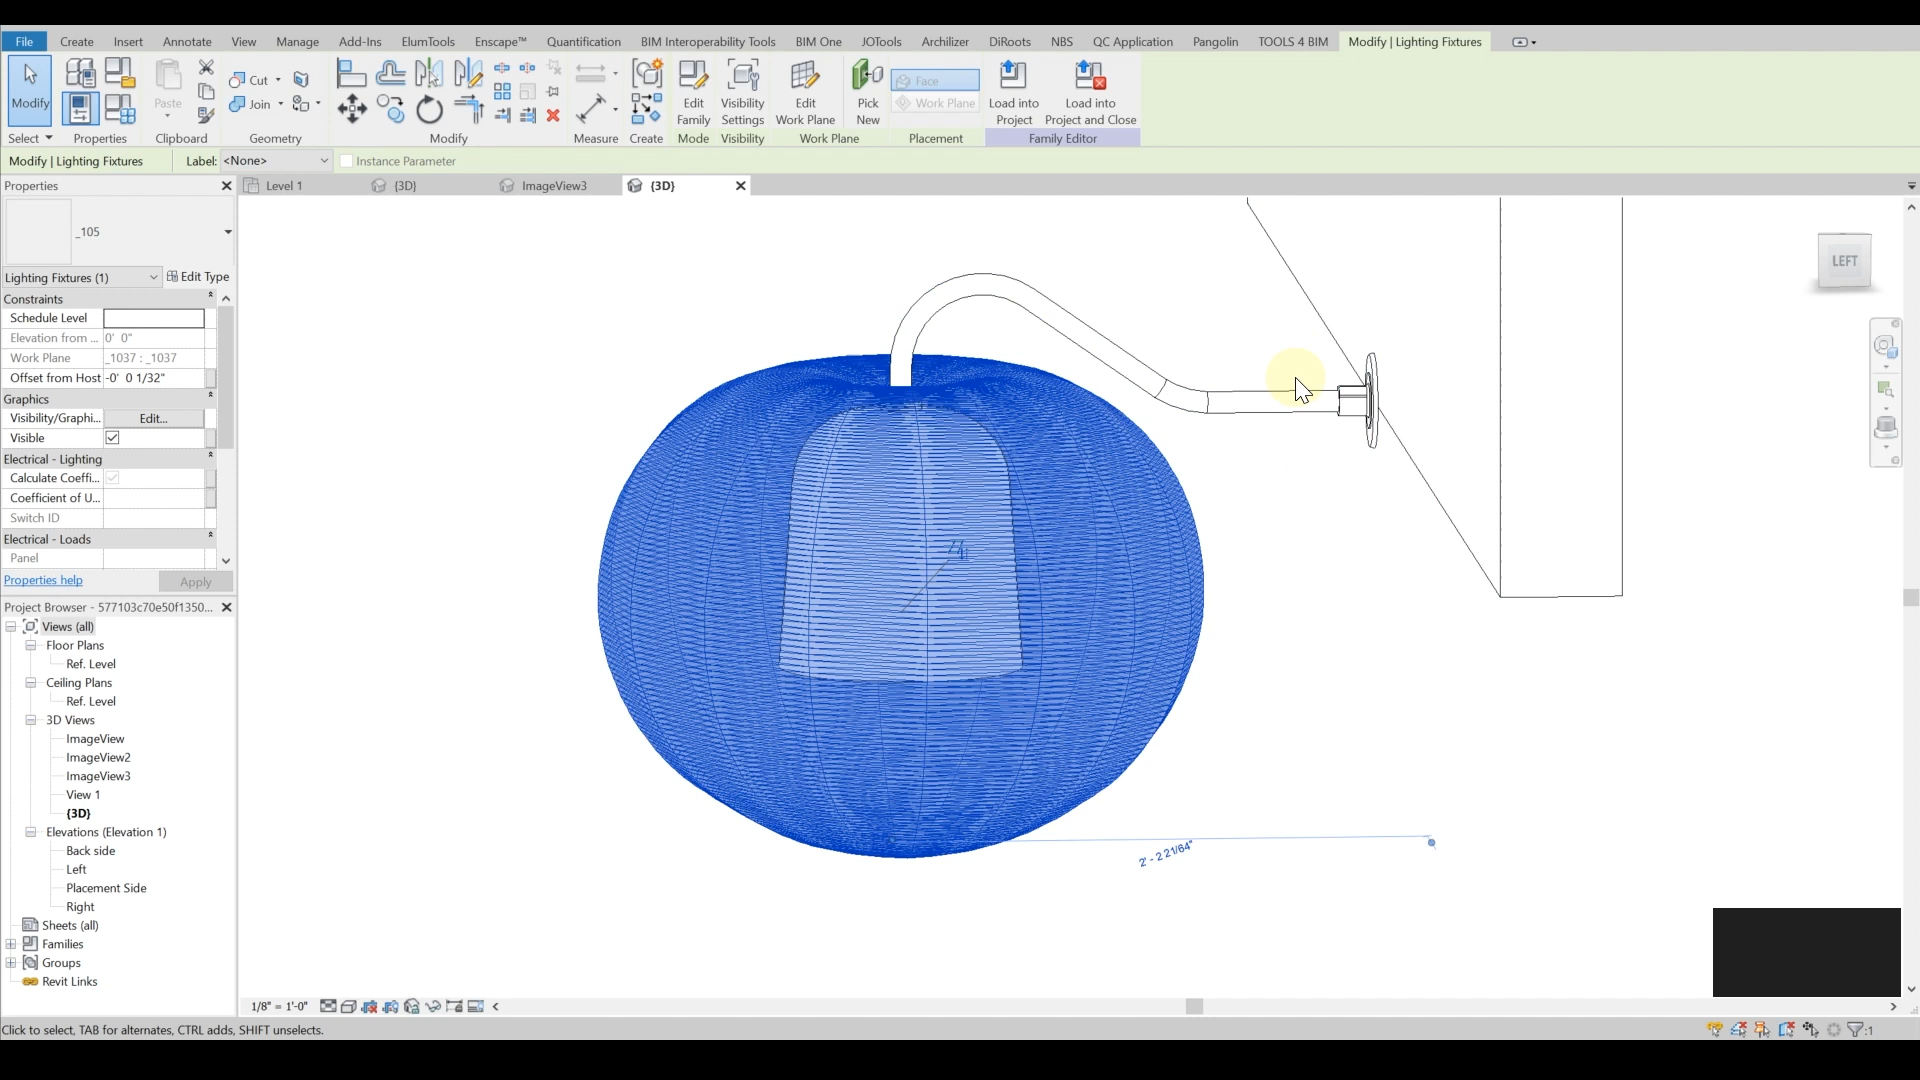 File Create Insert Annotate View Manage Add-Ins ElumTools Enscape™ Quantification BIM Interoperability Tools BIM One JOTools Archilizer DiRoots NBS QC Application Pangolin TOOLS 4 BIM Modify | Lighting Fixtures
Modify
Paste
Cut
Join
Edit Family
Visibility Settings
Edit Work Plane
Pick New
Face
Work Plane
Load into Project
Load into Project and Close
Select Properties Clipboard Geometry Modify Measure Create Mode Visibility Work Plane Placement Family Editor
Modify | Lighting Fixtures Label: <None> Instance Parameter
Properties
Level 1 {3D} ImageView3 {3D}
_105
Lighting Fixtures (1) Edit Type
Constraints
Schedule Level
Elevation from ... 0' 0"
Work Plane _1037 : _1037
Offset from Host -0' 0 1/32"
Graphics
Visibility/Graphi... Edit...
Visible
Electrical - Lighting
Calculate Coeffi...
Coefficient of U...
Switch ID
Electrical - Loads
Panel
Properties help Apply
Project Browser - 577103c70e50f1350...
Views (all)
Floor Plans
Ref. Level
Ceiling Plans
Ref. Level
3D Views
ImageView
ImageView2
ImageView3
View 1
{3D}
Elevations (Elevation 1)
Back side
Left
Placement Side
Right
Sheets (all)
Families
Groups
Revit Links
LEFT
2' - 2 21/64"
1/8" = 1'-0"
Click to select, TAB for alternates, CTRL adds, SHIFT unselects.
:1